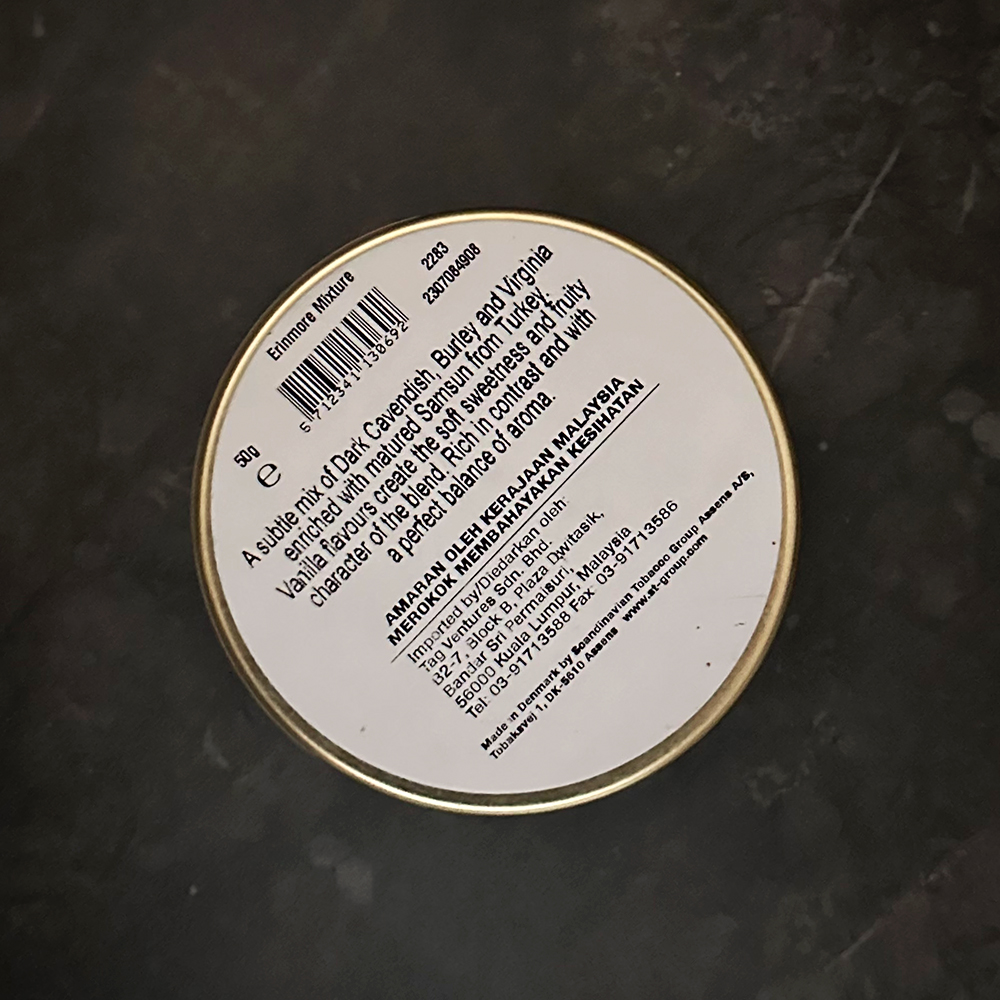 Erinmore Mixture
2283
2307084908
5 712341 130692
50g
e
A subtle mix of Dark Cavendish, Burley and Virginia
enriched with matured Samsun from Turkey.
Vanilla flavours create the soft sweetness and fruity
character of the blend. Rich in contrast and with
a perfect balance of aroma.
AMARAN OLEH KERAJAAN MALAYSIA
MEROKOK MEMBAHAYAKAN KESIHATAN
Imported by/Diedarkan oleh:
Tag Ventures Sdn. Bhd.
B2-7, Block B, Plaza Dwitasik,
Bandar Sri Permaisuri,
56000 Kuala Lumpur, Malaysia
Tel: 03-91713588 Fax: 03-91713586
Made in Denmark by Scandinavian Tobacco Group Assens A/S,
Tobaksvej 1, DK-5610 Assens www.st-group.com